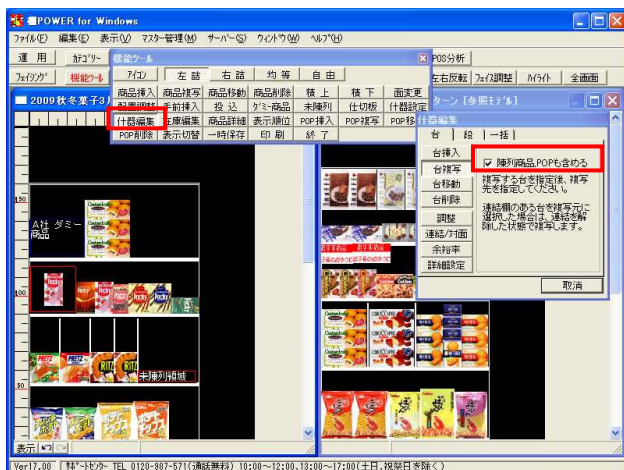 棚POWER for Windows
ファイル(F) 編集(E) 表示(V) マスター管理(M) サーバー(S) ウィンドウ(W) ヘルプ(H)
運 用 カテゴリー POS分析
機能ツール
フェイシング 機能ツール 左右反転 フェイス調整 ハイライト 全画面
アイコン 左 詰 右 詰 均 等 自 由
商品挿入 商品複写 商品移動 商品削除 積 上 積 下 面変更
配置調整 手前挿入 投 込 ダミー商品 未陳列 仕切板 什器設定
什器編集 在庫編集 商品詳細 表示順位 POP挿入 POP複写 POP移
POP削除 表示切替 一時保存 印 刷 終 了
2009秋冬菓子3
ターン [参照モデル]
什器編集
台 段 一括
台挿入
台複写
台移動
台削除
調整
連結/対面
余裕率
詳細設定
陳列商品,POPも含める
複写する台を指定後、複写
先を指定してください。
連結棚のある台を複写元に
選択した場合は、連結を解
除した状態で複写します。
取消
150
A社 ダミー
商品
100
未陳列領域
50
表示
Ver17.00 サポートセンター TEL 0120-987-571(通話無料) 10:00～12:00,13:00～17:00(土日,祝祭日を除く)